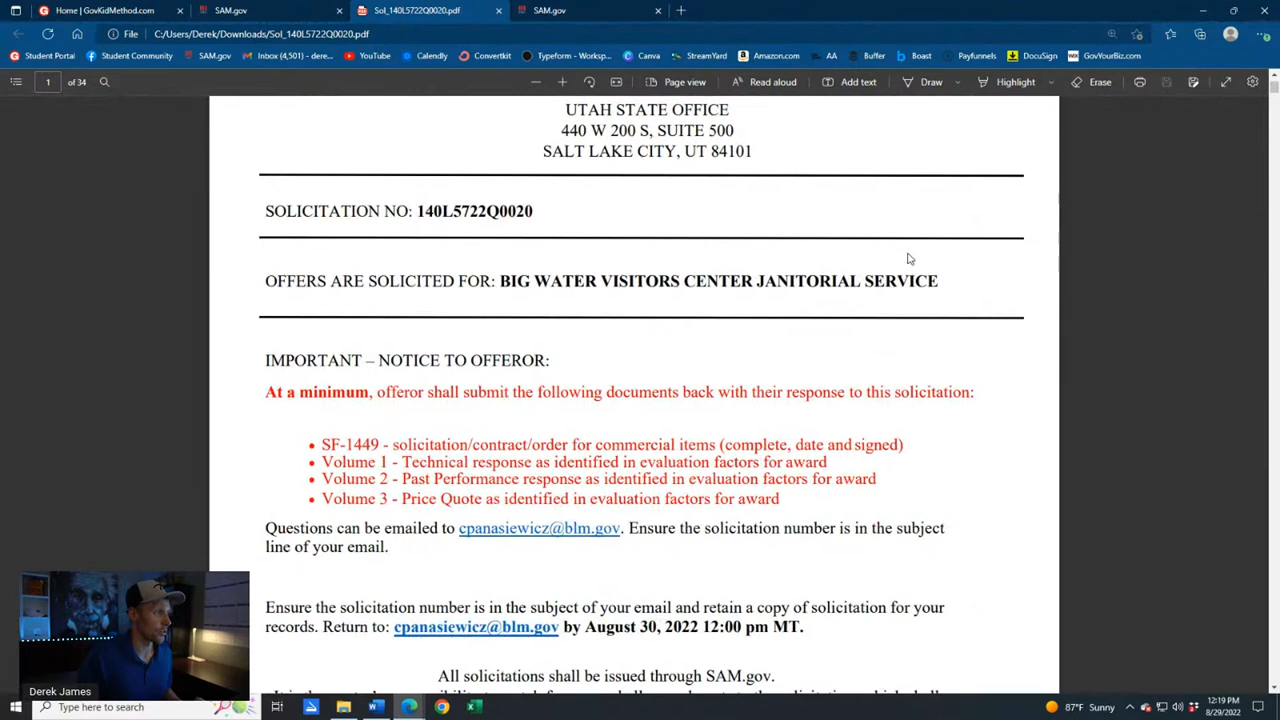 Home | GovKidMethod.com
SAM.gov
Sol_140L5722Q0020.pdf
SAM.gov
File C:/Users/Derek/Downloads/Sol_140L5722Q0020.pdf
Student Portal Student Community SAM.gov Inbox (4,501) - dere... YouTube Calendly Convertkit Typeform - Worksp... Canva StreamYard Amazon.com AA Buffer Boast Payfunnels DocuSign GovYourBiz.com
1 of 34 Page view Read aloud Add text Draw Highlight Erase
UTAH STATE OFFICE
440 W 200 S, SUITE 500
SALT LAKE CITY, UT 84101
SOLICITATION NO: 140L5722Q0020
OFFERS ARE SOLICITED FOR: BIG WATER VISITORS CENTER JANITORIAL SERVICE
IMPORTANT – NOTICE TO OFFEROR:
At a minimum, offeror shall submit the following documents back with their response to this solicitation:
• SF-1449 - solicitation/contract/order for commercial items (complete, date and signed)
• Volume 1 - Technical response as identified in evaluation factors for award
• Volume 2 - Past Performance response as identified in evaluation factors for award
• Volume 3 - Price Quote as identified in evaluation factors for award
Questions can be emailed to cpanasiewicz@blm.gov. Ensure the solicitation number is in the subject
line of your email.
Ensure the solicitation number is in the subject of your email and retain a copy of solicitation for your
records. Return to: cpanasiewicz@blm.gov by August 30, 2022 12:00 pm MT.
All solicitations shall be issued through SAM.gov.
Derek James
Type here to search
87°F Sunny
12:19 PM
8/29/2022